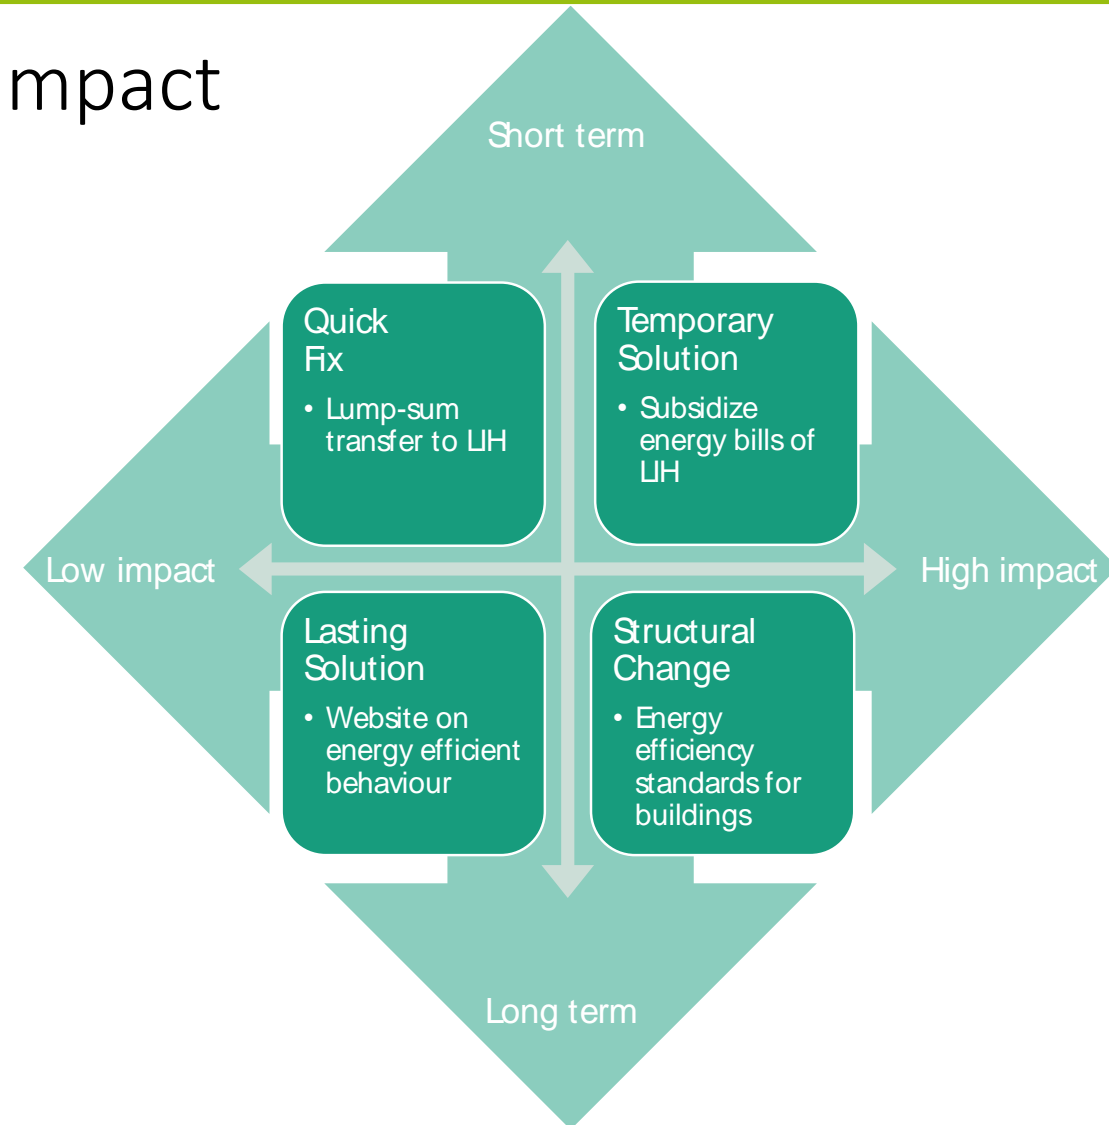 mpact
Short term
Quick
Fix
• Lump-sum
transfer to LIH
Temporary
Solution
• Subsidize
energy bills of
LIH
Low impact
High impact
Lasting
Solution
• Website on
energy efficient
behaviour
Structural
Change
• Energy
efficiency
standards for
buildings
Long term